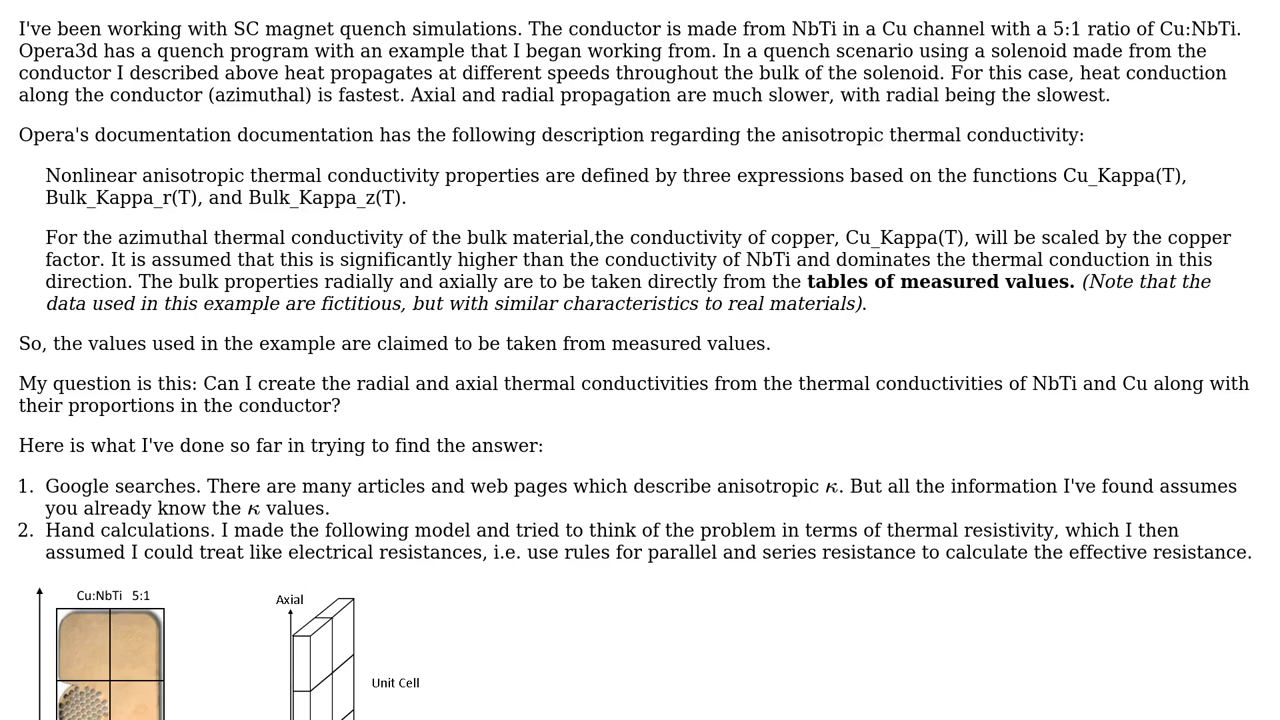 I've been working with SC magnet quench simulations. The conductor is made from NbTi in a Cu channel with a 5:1 ratio of Cu:NbTi.
Opera3d has a quench program with an example that I began working from. In a quench scenario using a solenoid made from the
conductor I described above heat propagates at different speeds throughout the bulk of the solenoid. For this case, heat conduction
along the conductor (azimuthal) is fastest. Axial and radial propagation are much slower, with radial being the slowest.
Opera's documentation documentation has the following description regarding the anisotropic thermal conductivity:
Nonlinear anisotropic thermal conductivity properties are defined by three expressions based on the functions Cu_Kappa(T),
Bulk_Kappa_r(T), and Bulk_Kappa_z(T).
For the azimuthal thermal conductivity of the bulk material,the conductivity of copper, Cu_Kappa(T), will be scaled by the copper
factor. It is assumed that this is significantly higher than the conductivity of NbTi and dominates the thermal conduction in this
direction. The bulk properties radially and axially are to be taken directly from the tables of measured values. (Note that the
data used in this example are fictitious, but with similar characteristics to real materials).
So, the values used in the example are claimed to be taken from measured values.
My question is this: Can I create the radial and axial thermal conductivities from the thermal conductivities of NbTi and Cu along with
their proportions in the conductor?
Here is what I've done so far in trying to find the answer:
1. Google searches. There are many articles and web pages which describe anisotropic κ. But all the information I've found assumes
you already know the κ values.
2. Hand calculations. I made the following model and tried to think of the problem in terms of thermal resistivity, which I then
assumed I could treat like electrical resistances, i.e. use rules for parallel and series resistance to calculate the effective resistance.
Cu:NbTi 5:1
Axial
Unit Cell